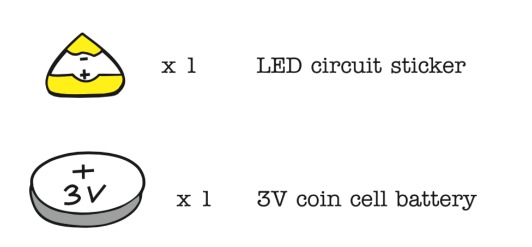 -
+
x 1 LED circuit sticker
+
3V
x 1 3V coin cell battery